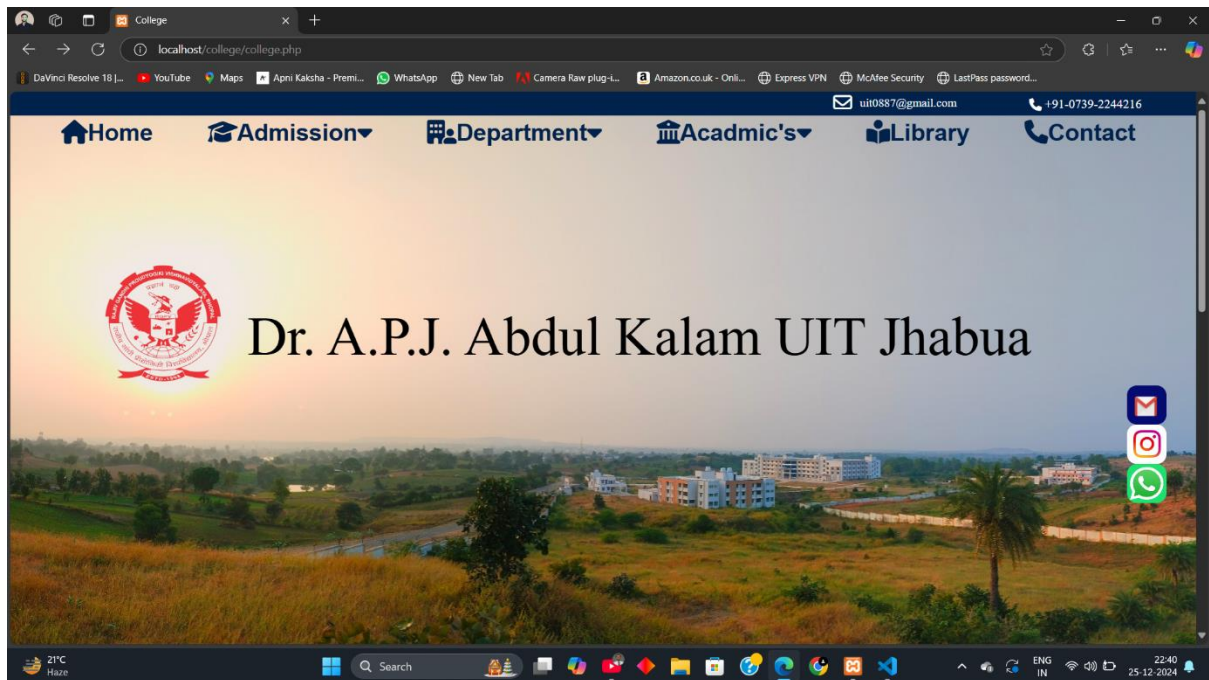 College
localhost/college/college.php
DaVinci Resolve 18 |... YouTube Maps Apni Kaksha - Premi... WhatsApp New Tab Camera Raw plug-i... Amazon.co.uk - Onli... Express VPN McAfee Security LastPass password...
uit0887@gmail.com +91-0739-2244216
Home Admission Department Acadmic's Library Contact
Dr. A.P.J. Abdul Kalam UIT Jhabua
21°C
Haze
Search
ENG
IN
22:40
25-12-2024